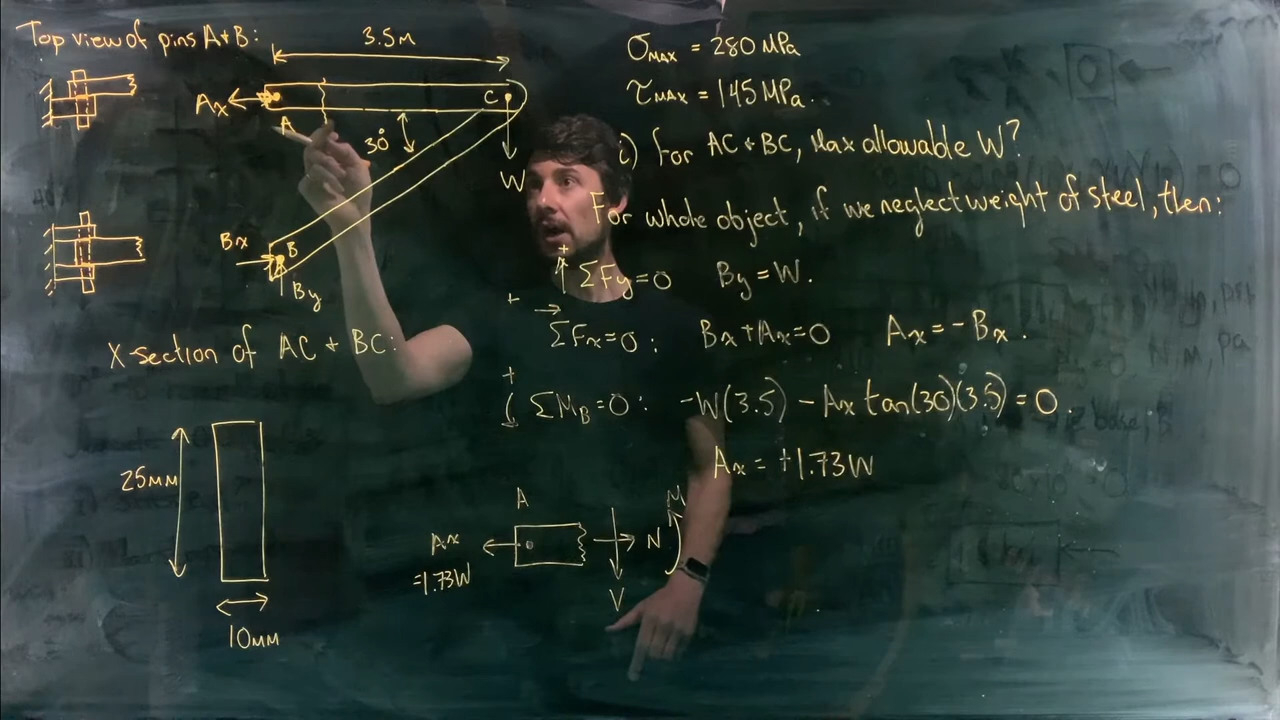 Top view of pins A+B:
3.5m
Ax
A
C
30°
W
Bx
B
By
X-section of AC + BC:
25mm
10mm
σMAX = 280 MPa
τMAX = 145 MPa.
i) For AC + BC, Max allowable W?
For whole object, if we neglect weight of steel, then:
+↑ ΣFy=0 By = W.
+→ ΣFx=0: Bx+Ax=0 Ax = -Bx.
+ ΣMB=0: -W(3.5) - Ax tan(30)(3.5) = 0.
Ax = +1.73W
A
Ax
=1.73W
N
M
V